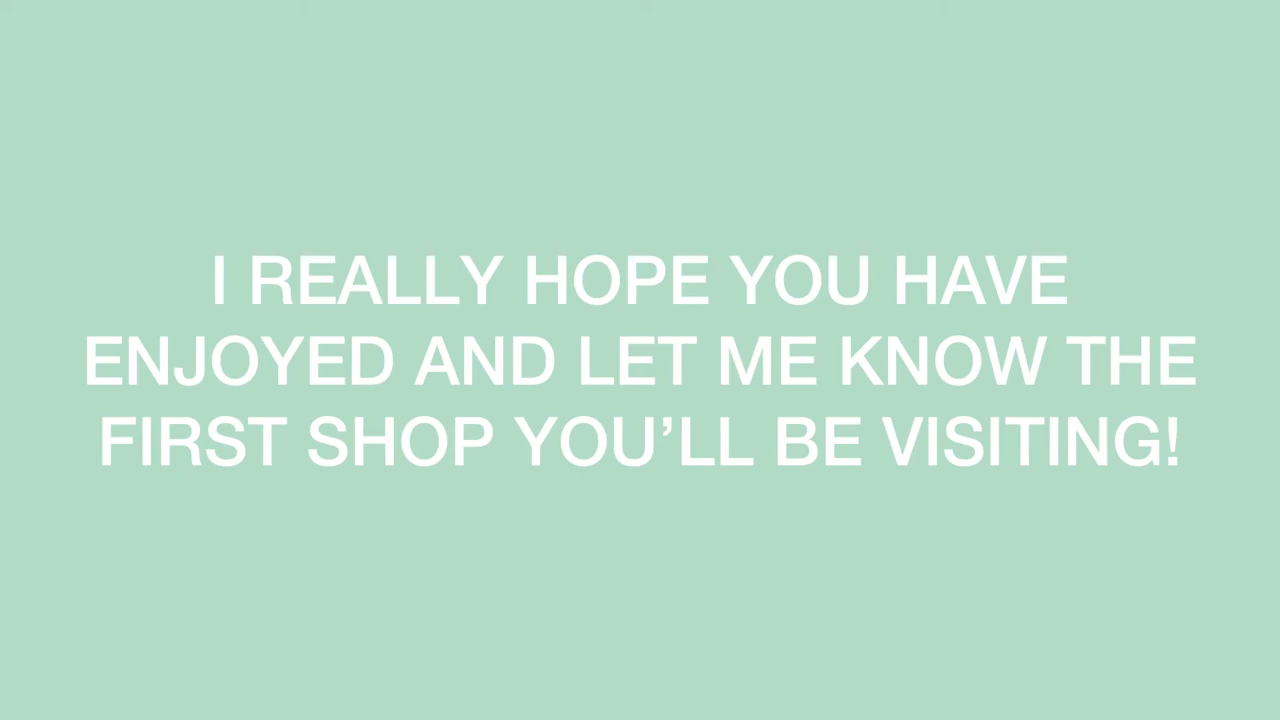 I REALLY HOPE YOU HAVE
ENJOYED AND LET ME KNOW THE
FIRST SHOP YOU’LL BE VISITING!